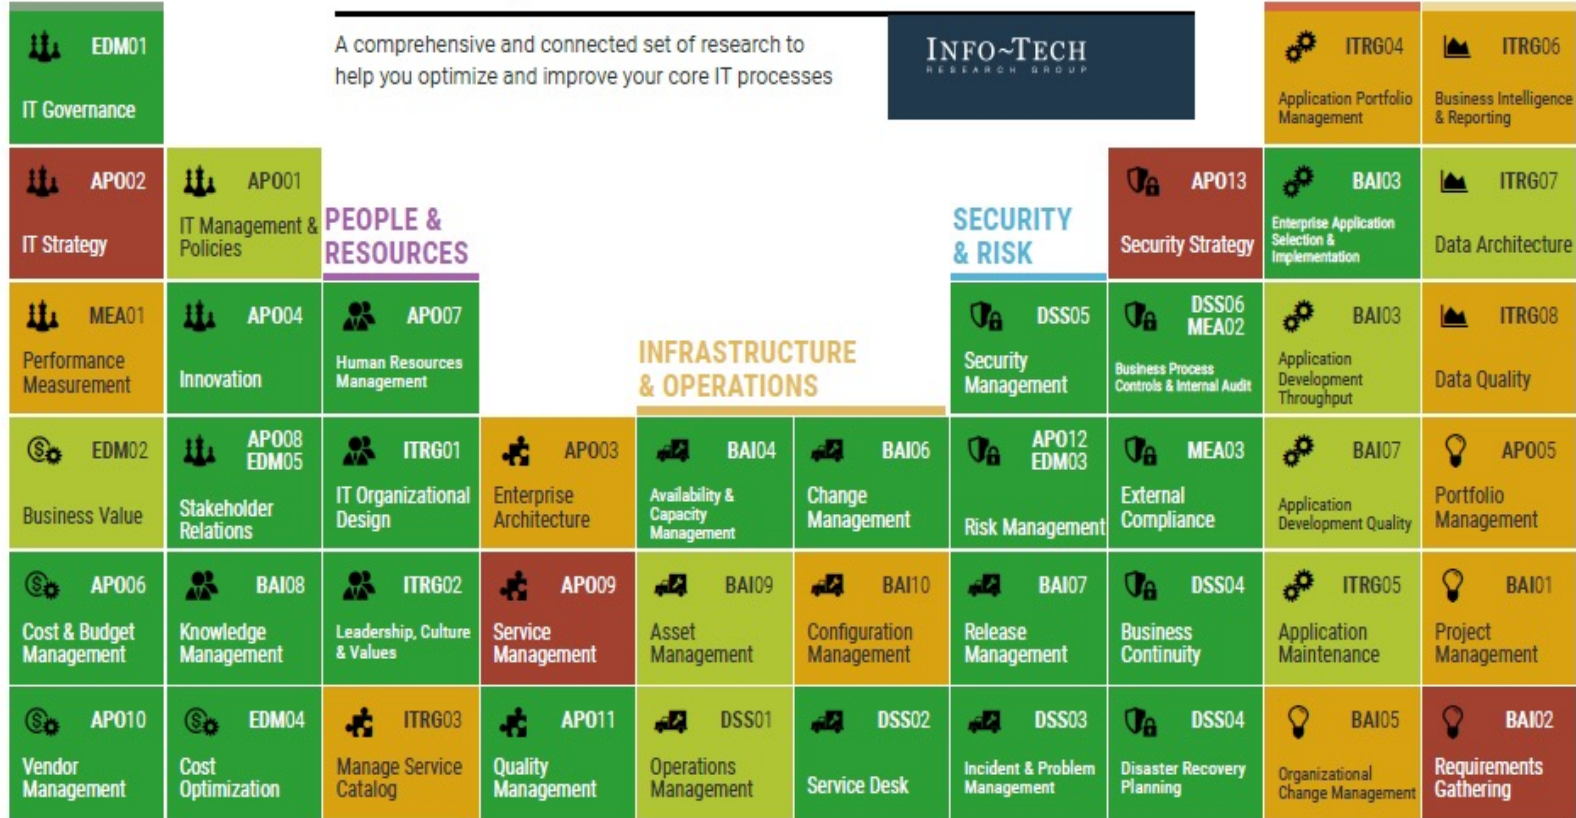 EDM01
IT Governance
A comprehensive and connected set of research to
help you optimize and improve your core IT processes
INFO~TECH
RESEARCH GROUP
ITRG04
Application Portfolio
Management
ITRG06
Business Intelligence
& Reporting
APO02
IT Strategy
APO01
IT Management &
Policies
PEOPLE &
RESOURCES
SECURITY
& RISK
APO13
Security Strategy
BAI03
Enterprise Application
Selection &
Implementation
ITRG07
Data Architecture
MEA01
Performance
Measurement
APO04
Innovation
APO07
Human Resources
Management
INFRASTRUCTURE
& OPERATIONS
DSS05
Security
Management
DSS06
MEA02
Business Process
Controls & Internal Audit
BAI03
Application
Development
Throughput
ITRG08
Data Quality
EDM02
Business Value
APO08
EDM05
Stakeholder
Relations
ITRG01
IT Organizational
Design
APO03
Enterprise
Architecture
BAI04
Availability &
Capacity
Management
BAI06
Change
Management
APO12
EDM03
Risk Management
MEA03
External
Compliance
BAI07
Application
Development Quality
APO05
Portfolio
Management
APO06
Cost & Budget
Management
BAI08
Knowledge
Management
ITRG02
Leadership, Culture
& Values
APO09
Service
Management
BAI09
Asset
Management
BAI10
Configuration
Management
BAI07
Release
Management
DSS04
Business
Continuity
ITRG05
Application
Maintenance
BAI01
Project
Management
APO10
Vendor
Management
EDM04
Cost
Optimization
ITRG03
Manage Service
Catalog
APO11
Quality
Management
DSS01
Operations
Management
DSS02
Service Desk
DSS03
Incident & Problem
Management
DSS04
Disaster Recovery
Planning
BAI05
Organizational
Change Management
BAI02
Requirements
Gathering